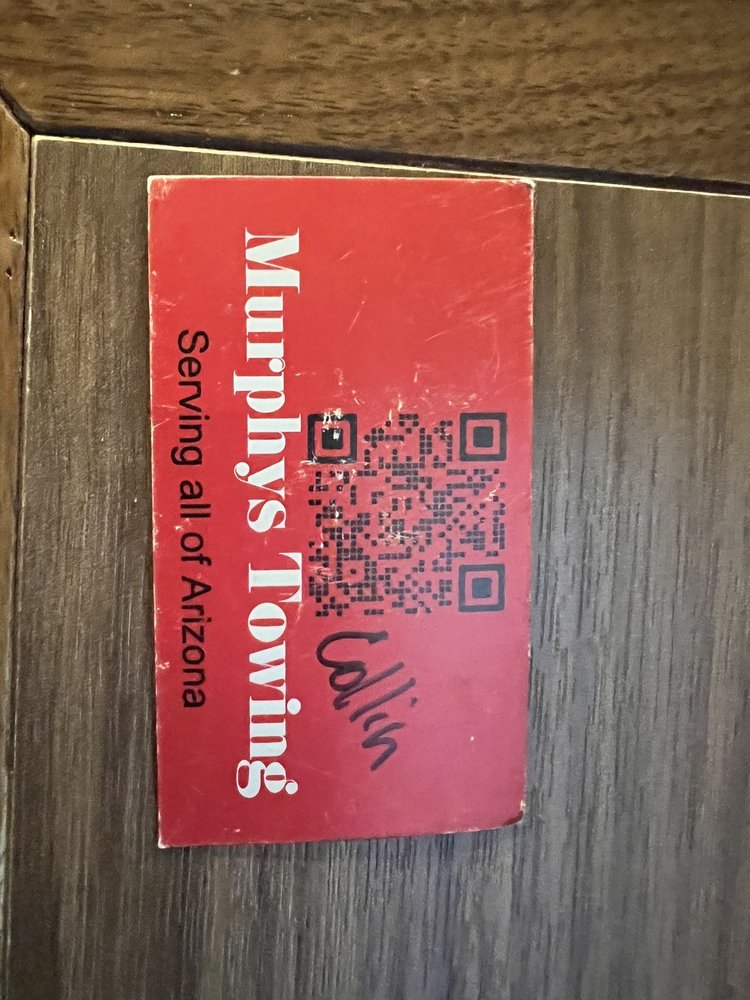 Collin
Murphys Towing
Serving all of Arizona